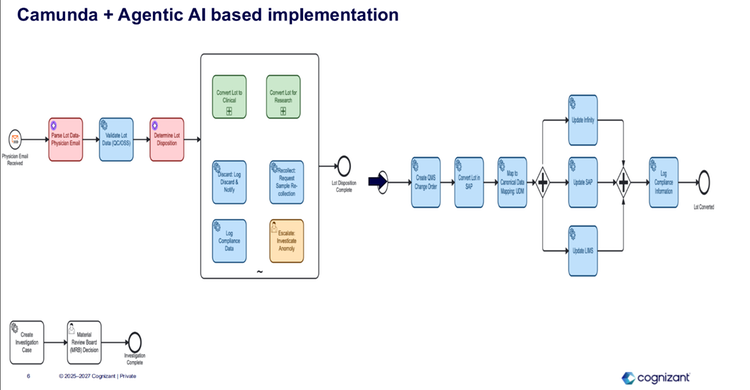 Camunda + Agentic AI based implementation
Physician Email
Received
Parse Lot Data-
Physician Email
Validate Lot
Data (QC/DSS)
Determine Lot
Disposition
Convert Lot to
Clinical
Convert Lot for
Research
Discard: Log
Discard &
Notify
Recollect:
Request
Sample Re-
collection
Log
Compliance
Data
Escalate:
Investigate
Anomoly
~
Lot Disposition
Complete
Create QMS
Change Order
Convert Lot in
SAP
Map to
Canonical Data
Mapping: UDM
Update Infinity
Update SAP
Update LIMS
Log
Compliance
Information
Lot Converted
Create
Investigation
Case
Material
Review Board
(MRB) Decision
Investigation
Complete
6
© 2025–2027 Cognizant | Private
cognizant